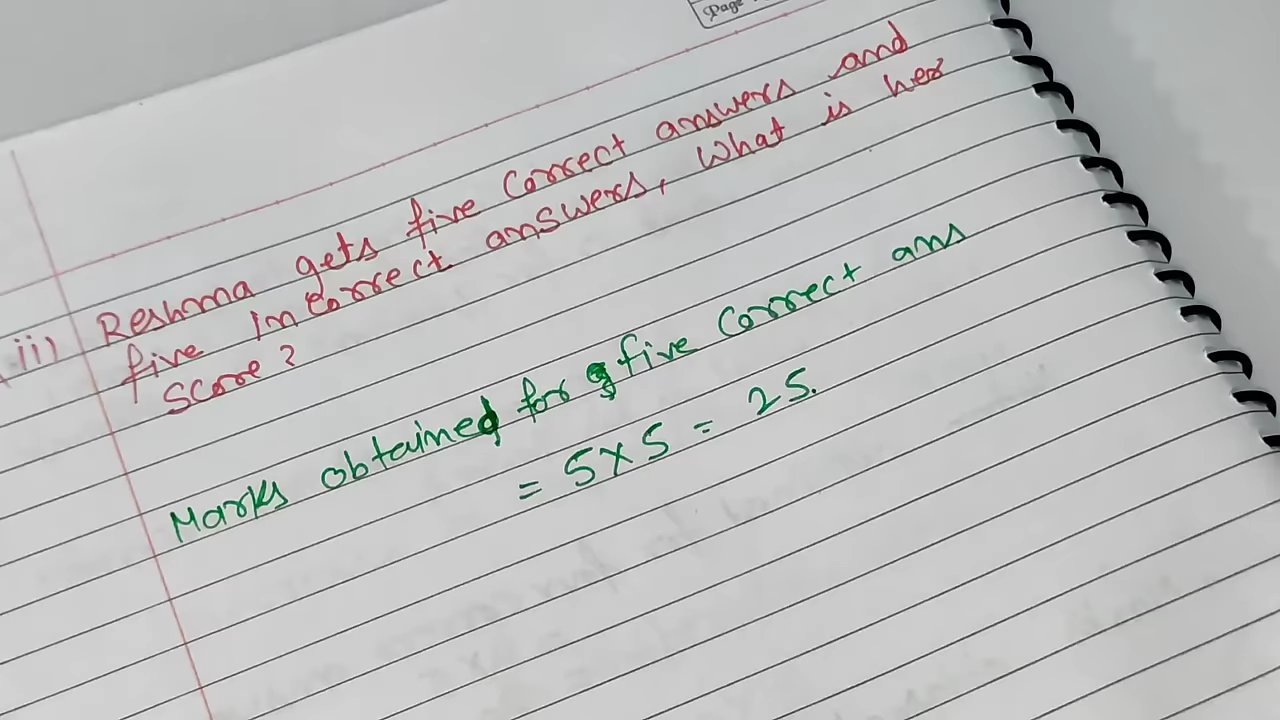 Page
ii) Reshma gets five Correct answers and
five Incorrect answers, What is her
Score?
Marks obtained for five Correct ans
= 5×5 = 25.